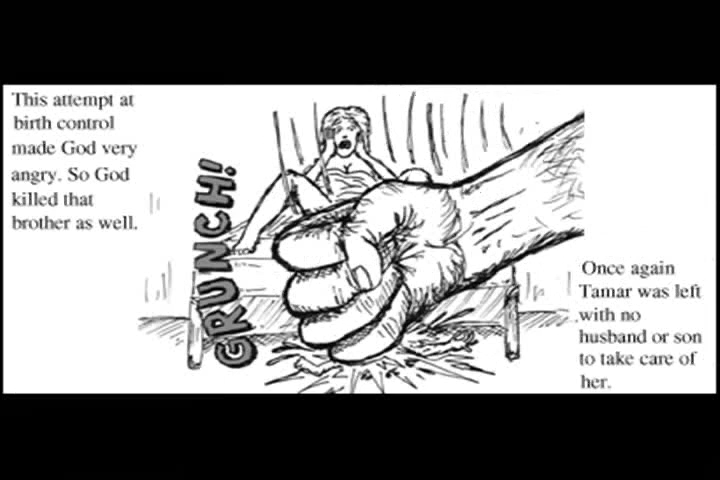 This attempt at
birth control
made God very
angry. So God
killed that
brother as well.
CRUNCH!
Once again
Tamar was left
with no
husband or son
to take care of
her.